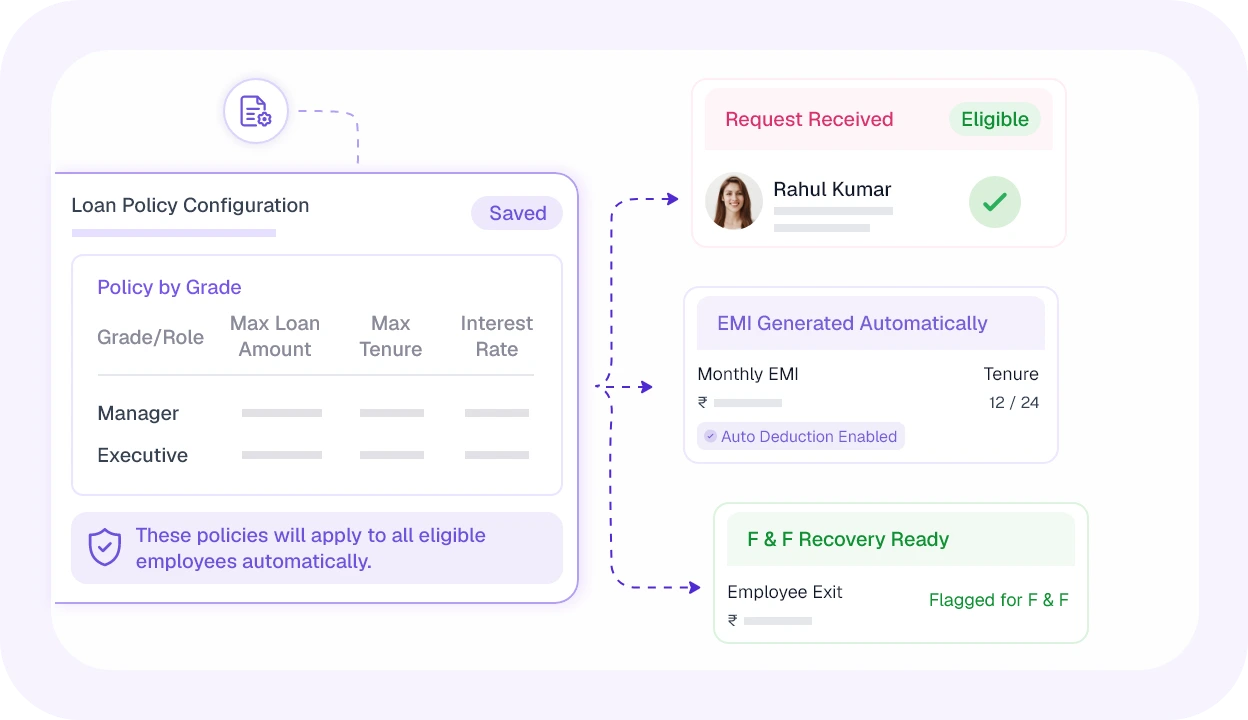 Loan Policy Configuration
Saved
Policy by Grade
Grade/Role
Max Loan
Amount
Max
Tenure
Interest
Rate
Manager
Executive
These policies will apply to all eligible
employees automatically.
Request Received
Eligible
Rahul Kumar
EMI Generated Automatically
Monthly EMI
Tenure
₹
12 / 24
Auto Deduction Enabled
F & F Recovery Ready
Employee Exit
Flagged for F & F
₹